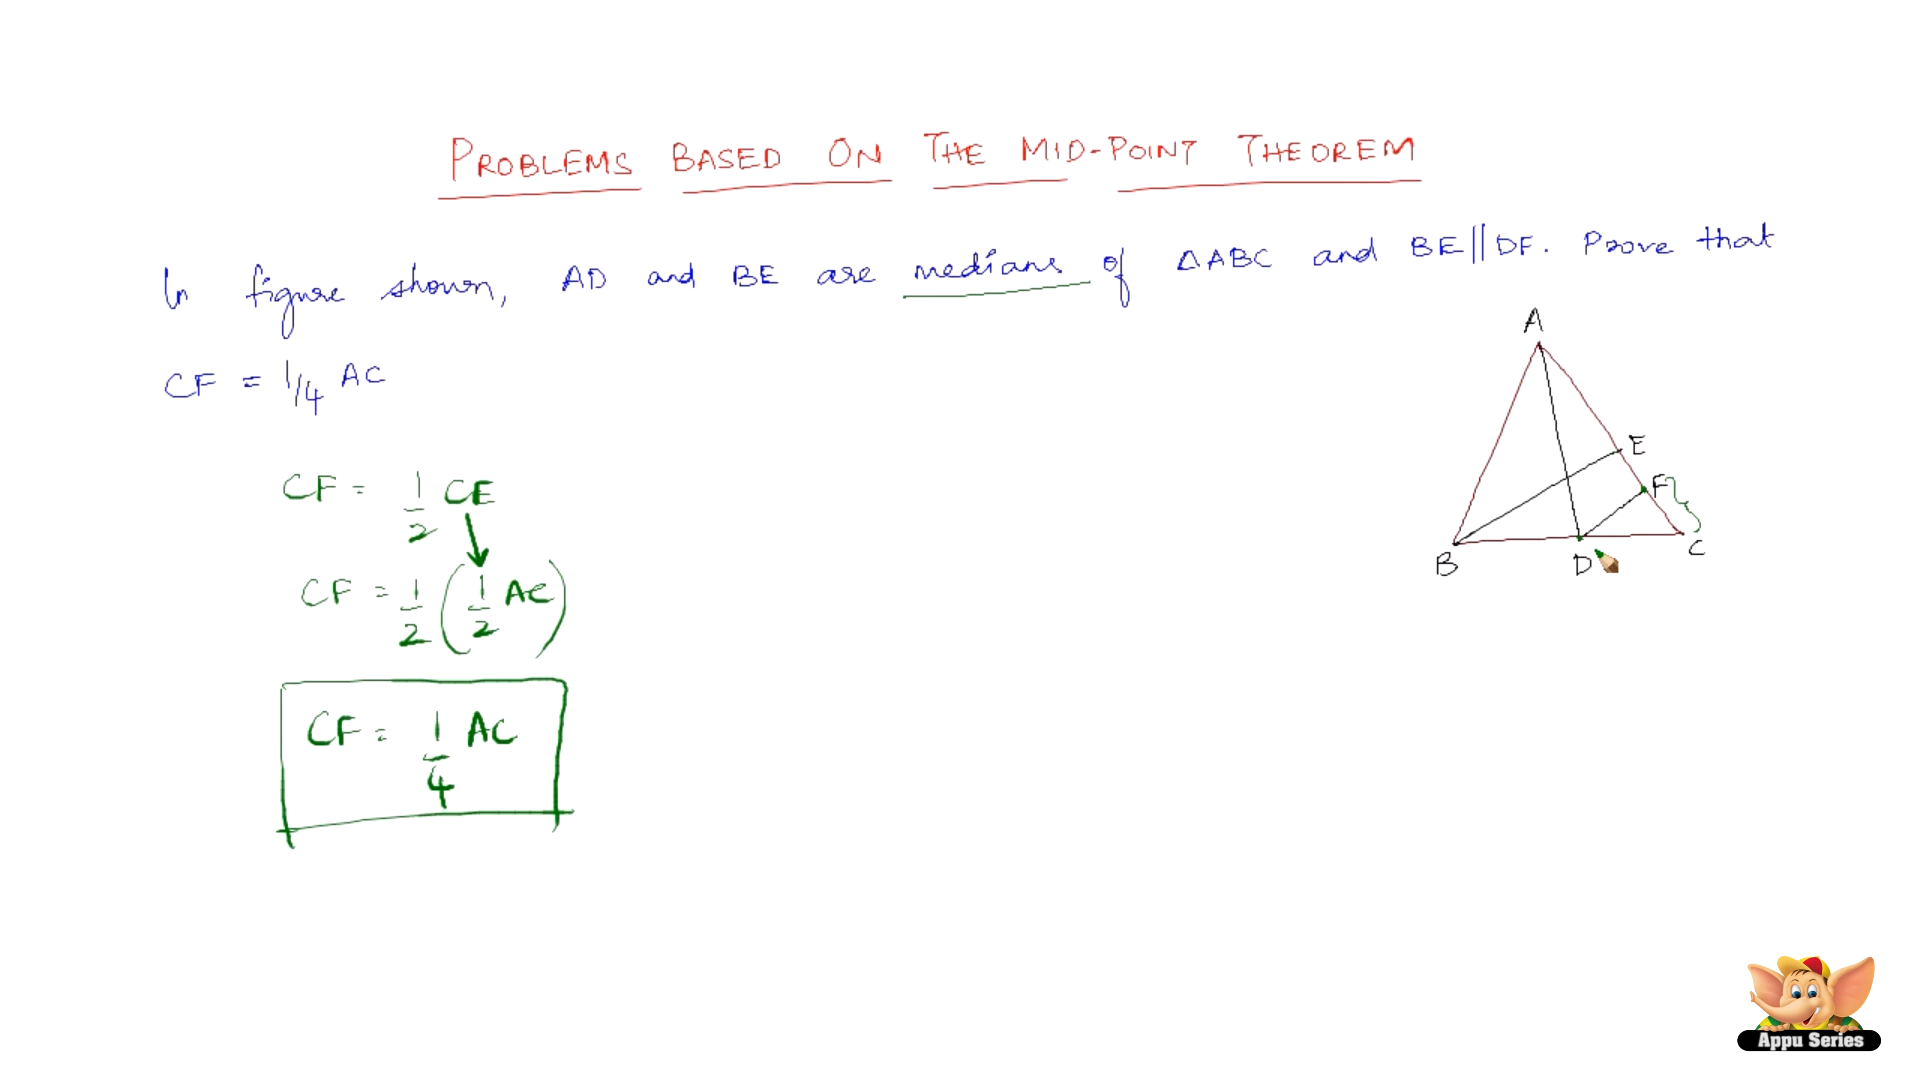 PROBLEMS BASED ON THE MID-POINT THEOREM
In figure shown, AD and BE are medians of △ABC and BE||DF. Prove that
CF = 1/4 AC
A
E
F
B
D
C
CF = 1/2 CE
CF = 1/2 (1/2 AC)
CF = 1/4 AC
Appu Series